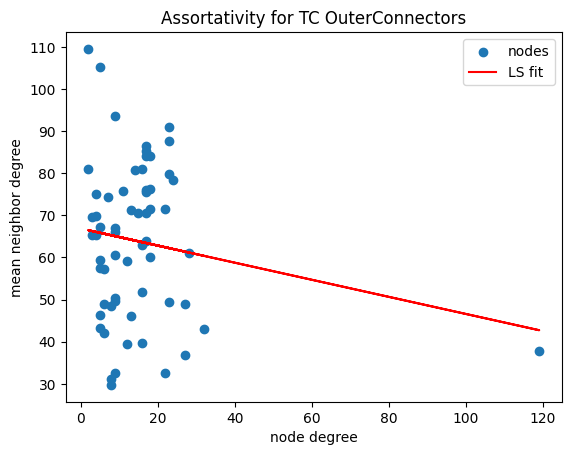 Assortativity for TC OuterConnectors
nodes
LS fit
mean neighbor degree
110
100
90
80
70
60
50
40
30
0 20 40 60 80 100 120
node degree